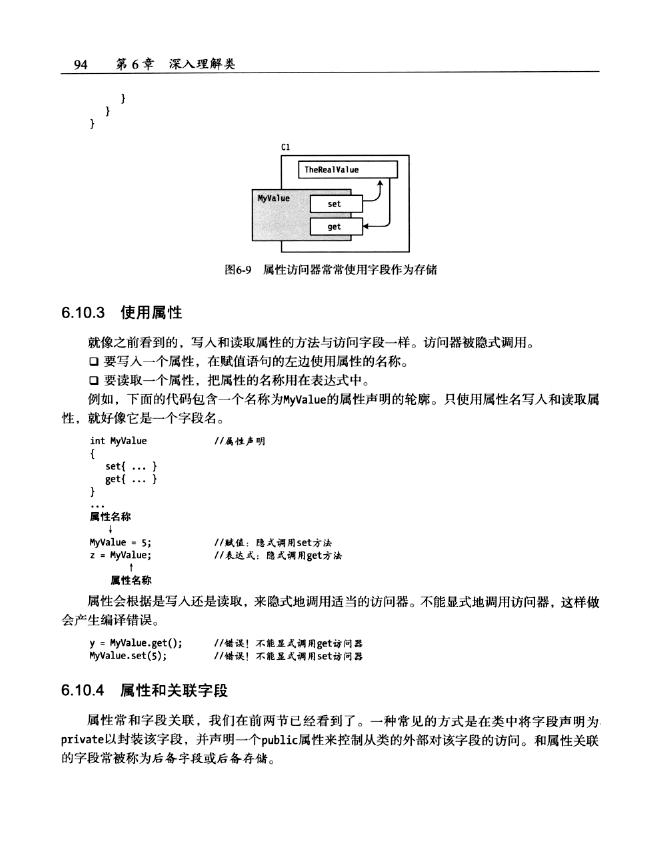 94 第6章 深入理解类
}
}
}
C1
TheRealValue
MyValue
set
get
图6-9 属性访问器常常使用字段作为存储
6.10.3 使用属性
就像之前看到的，写入和读取属性的方法与访问字段一样。访问器被隐式调用。
❑ 要写入一个属性，在赋值语句的左边使用属性的名称。
❑ 要读取一个属性，把属性的名称用在表达式中。
例如，下面的代码包含一个名称为MyValue的属性声明的轮廓。只使用属性名写入和读取属
性，就好像它是一个字段名。
int MyValue //属性声明
{
set{ ... }
get{ ... }
}
...
属性名称
↓
MyValue = 5; //赋值：隐式调用set方法
z = MyValue; //表达式：隐式调用get方法
↑
属性名称
属性会根据是写入还是读取，来隐式地调用适当的访问器。不能显式地调用访问器，这样做
会产生编译错误。
y = MyValue.get(); //错误！不能显式调用get访问器
MyValue.set(5); //错误！不能显式调用set访问器
6.10.4 属性和关联字段
属性常和字段关联，我们在前两节已经看到了。一种常见的方式是在类中将字段声明为
private以封装该字段，并声明一个public属性来控制从类的外部对该字段的访问。和属性关联
的字段常被称为后备字段或后备存储。